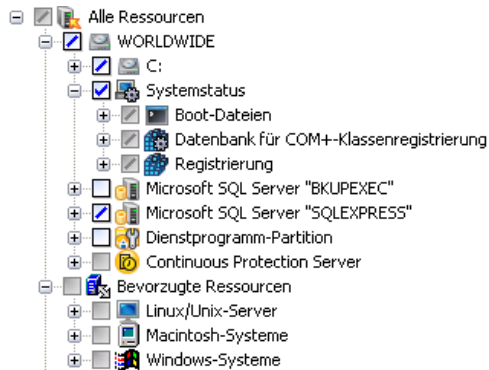 Alle Ressourcen
WORLDWIDE
C:
Systemstatus
Boot-Dateien
Datenbank für COM+-Klassenregistrierung
Registrierung
Microsoft SQL Server "BKUPEXEC"
Microsoft SQL Server "SQLEXPRESS"
Dienstprogramm-Partition
Continuous Protection Server
Bevorzugte Ressourcen
Linux/Unix-Server
Macintosh-Systeme
Windows-Systeme